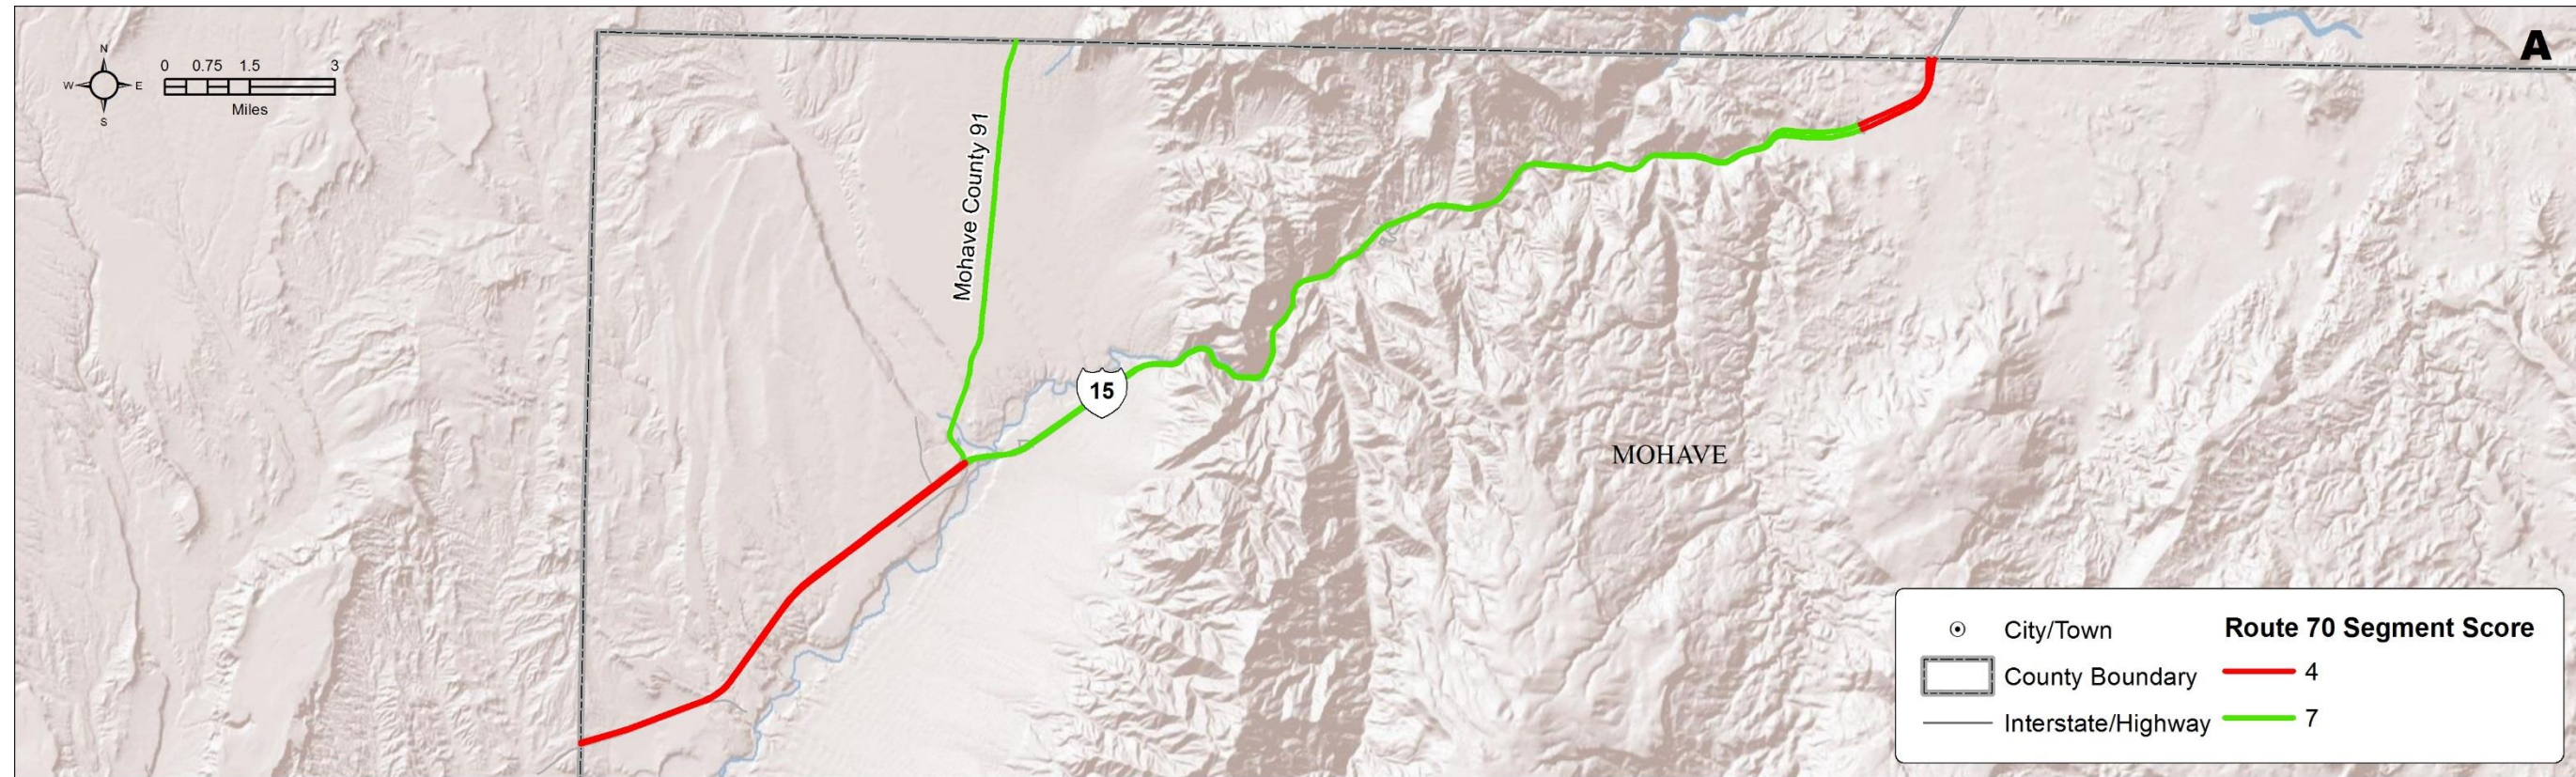 A
N
W E
S
0 0.75 1.5 3
Miles
Mohave County 91
15
MOHAVE
City/Town
County Boundary
Interstate/Highway
Route 70 Segment Score
4
7